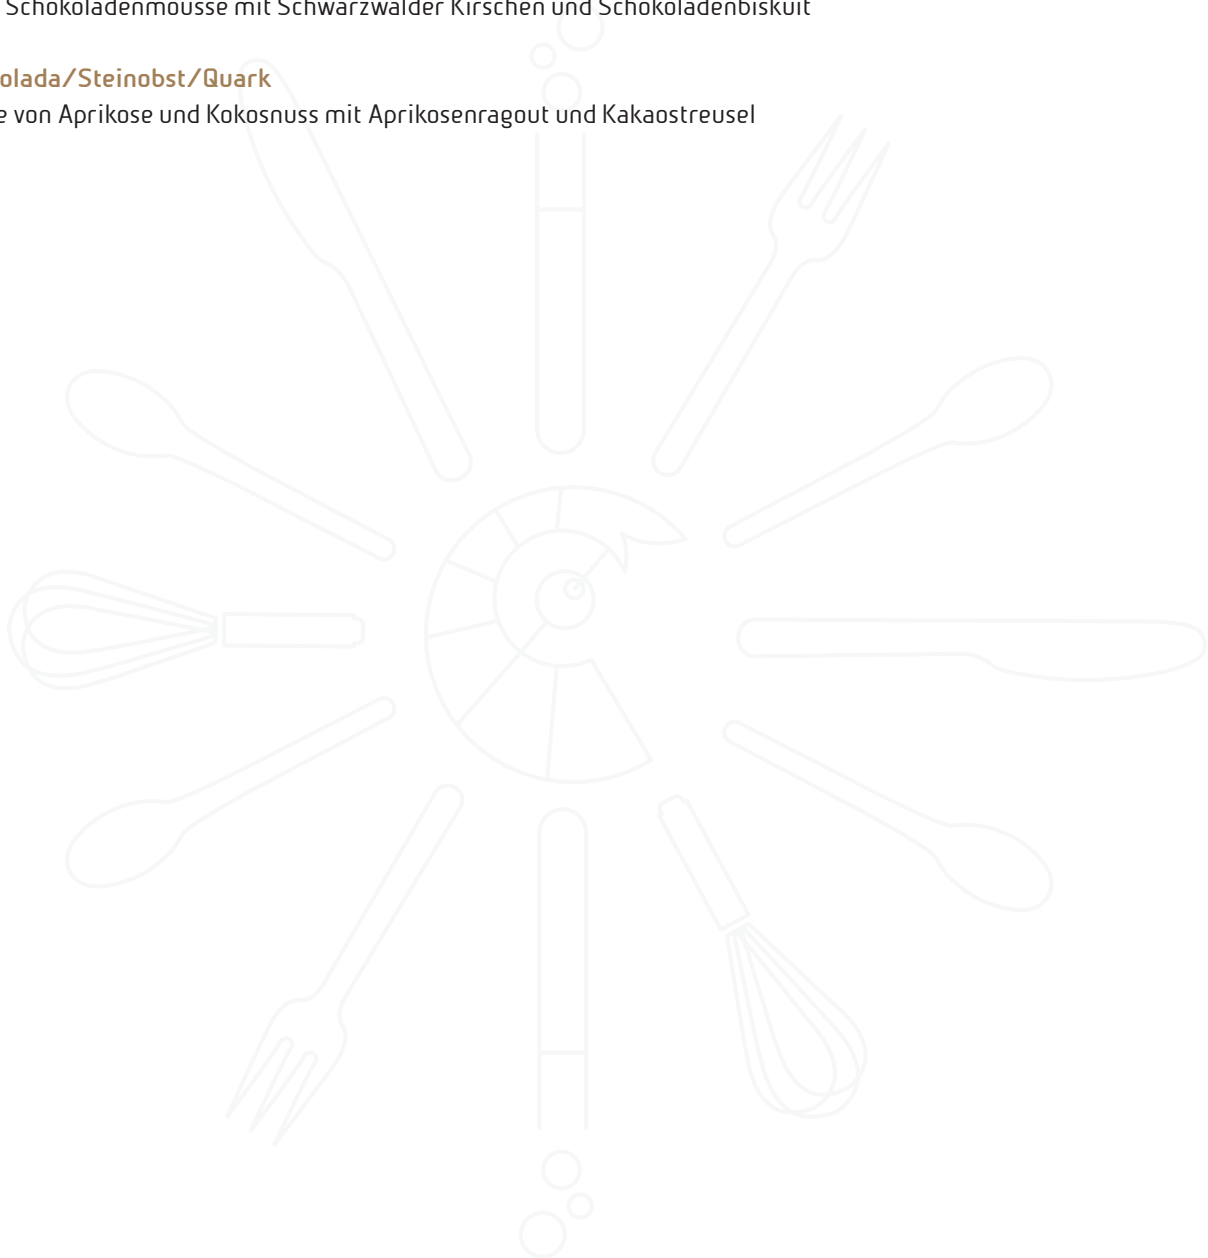 Schokoladenmousse mit Schwarzwälder Kirschen und Schokoladenbiskuit
olada/Steinobst/Quark
e von Aprikose und Kokosnuss mit Aprikosenragout und Kakaostreusel